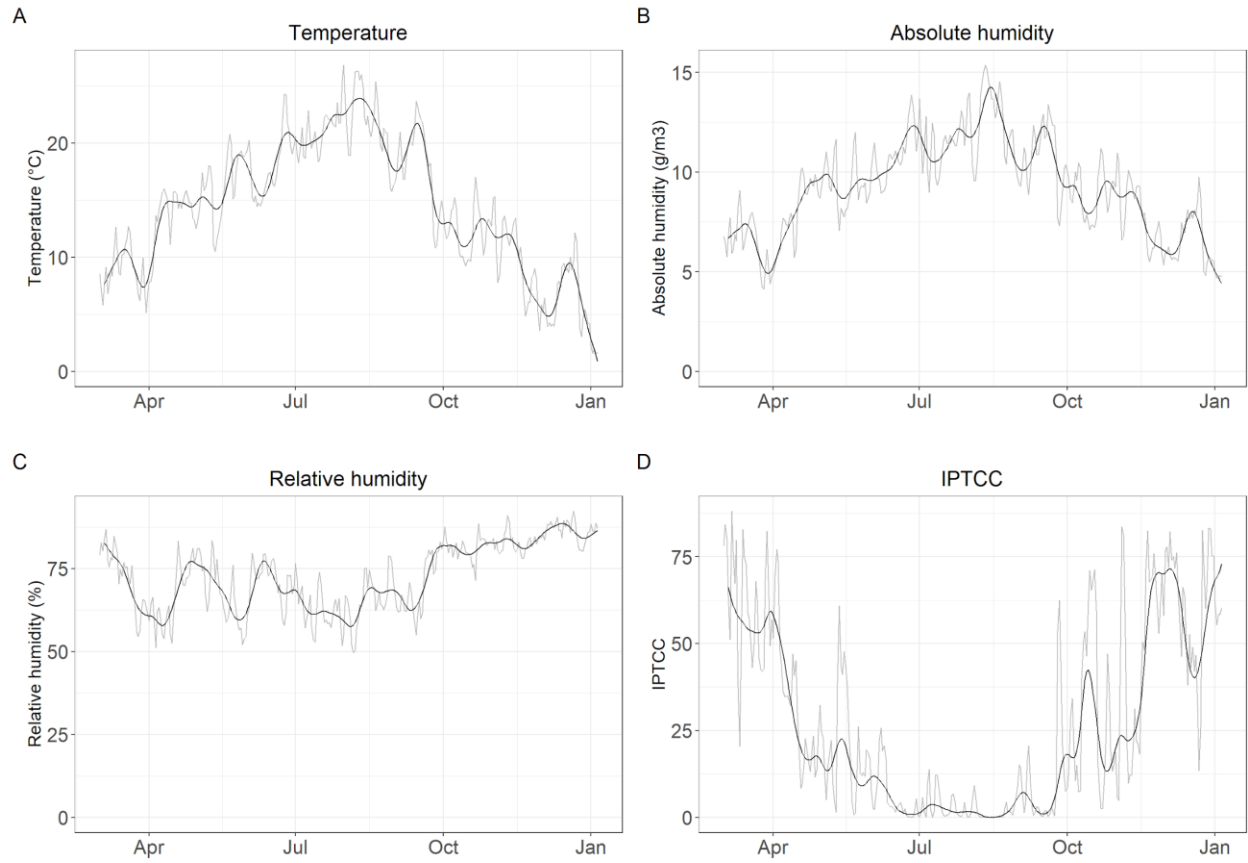 A
Temperature
Temperature (°C)
20
10
0
Apr
Jul
Oct
Jan
B
Absolute humidity
Absolute humidity (g/m3)
15
10
5
0
Apr
Jul
Oct
Jan
C
Relative humidity
Relative humidity (%)
75
50
25
0
Apr
Jul
Oct
Jan
D
IPTCC
IPTCC
75
50
25
0
Apr
Jul
Oct
Jan